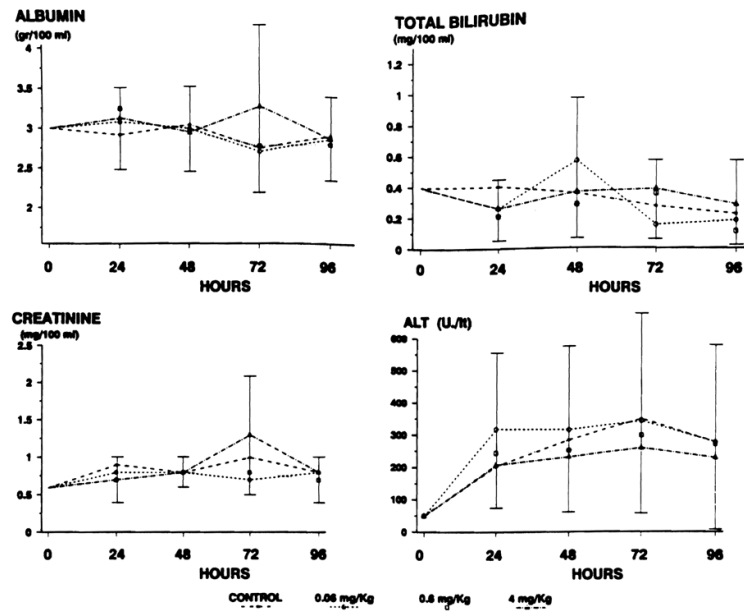 ALBUMIN
(gr/100 ml)
4
3.5
3
2.5
2
0 24 48 72 96
HOURS
TOTAL BILIRUBIN
(mg/100 ml)
1.2
1
0.8
0.6
0.4
0.2
0
0 24 48 72 96
HOURS
CREATININE
(mg/100 ml)
2.5
2
1.5
1
0.5
0
0 24 48 72 96
HOURS
ALT (U./lt)
600
500
400
300
200
100
0
0 24 48 72 96
HOURS
CONTROL 0.06 mg/Kg 0.6 mg/Kg 4 mg/Kg